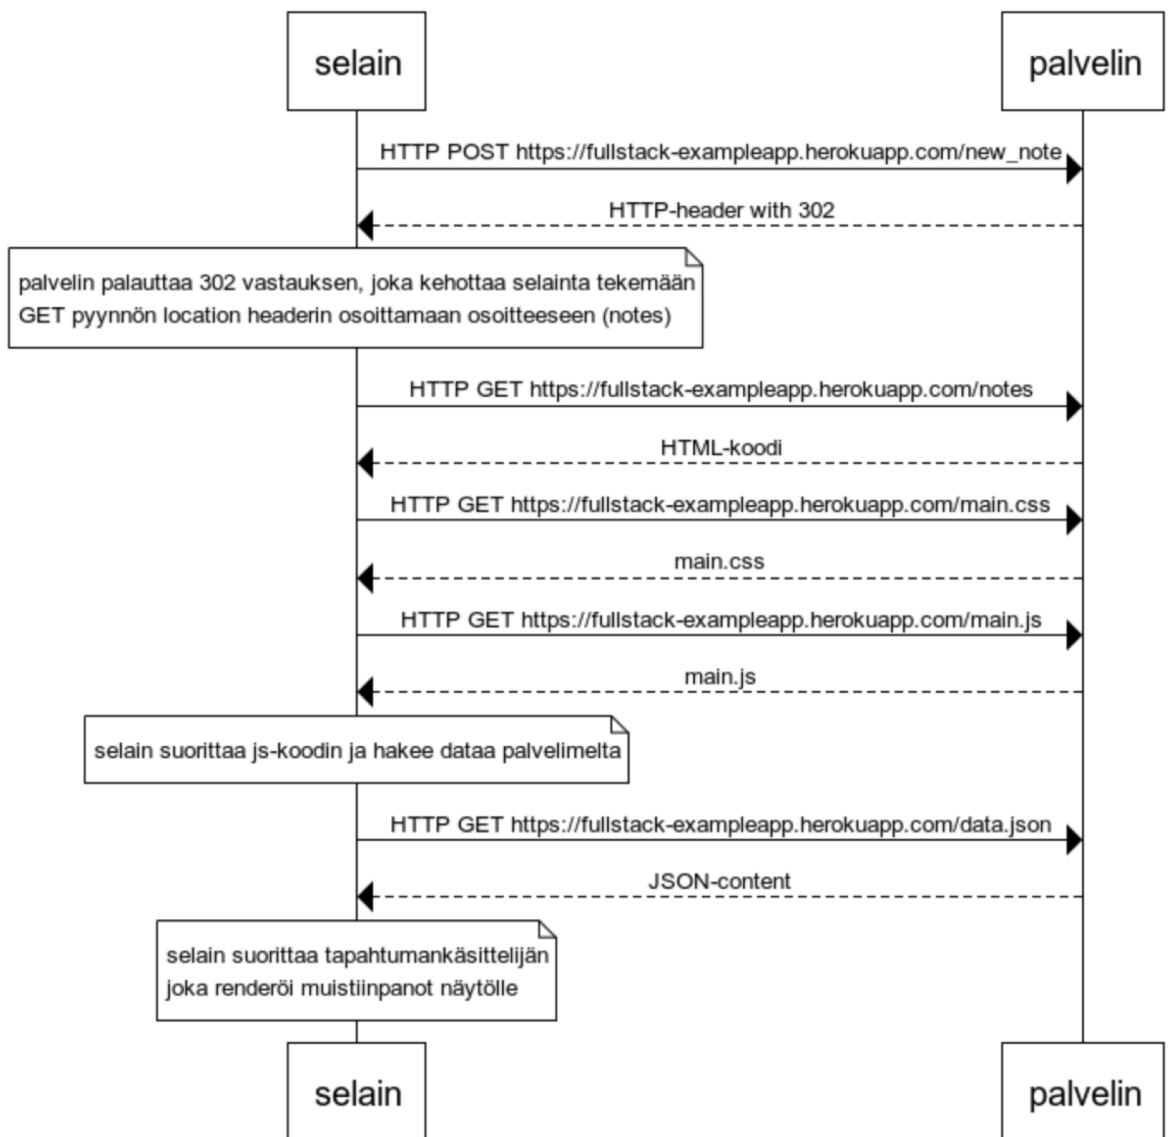 selain
palvelin
HTTP POST https://fullstack-exampleapp.herokuapp.com/new_note
HTTP-header with 302
palvelin palauttaa 302 vastauksen, joka kehottaa selainta tekemään
GET pyynnön location headerin osoittamaan osoitteeseen (notes)
HTTP GET https://fullstack-exampleapp.herokuapp.com/notes
HTML-koodi
HTTP GET https://fullstack-exampleapp.herokuapp.com/main.css
main.css
HTTP GET https://fullstack-exampleapp.herokuapp.com/main.js
main.js
selain suorittaa js-koodin ja hakee dataa palvelimelta
HTTP GET https://fullstack-exampleapp.herokuapp.com/data.json
JSON-content
selain suorittaa tapahtumankäsittelijän
joka renderöi muistiinpanot näytölle
selain
palvelin